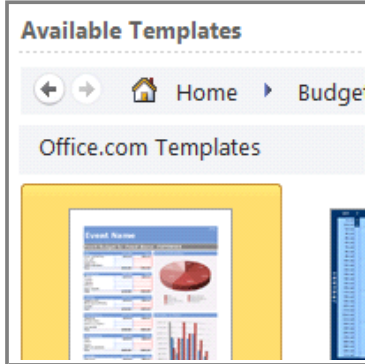 Available Templates
Home Budget
Office.com Templates
Event Name